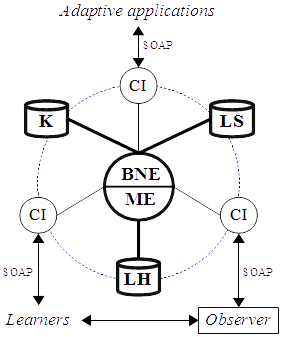 Adaptive applications
SOAP
CI
K
LS
BNE
ME
CI
CI
LH
SOAP
SOAP
Learners
Observer